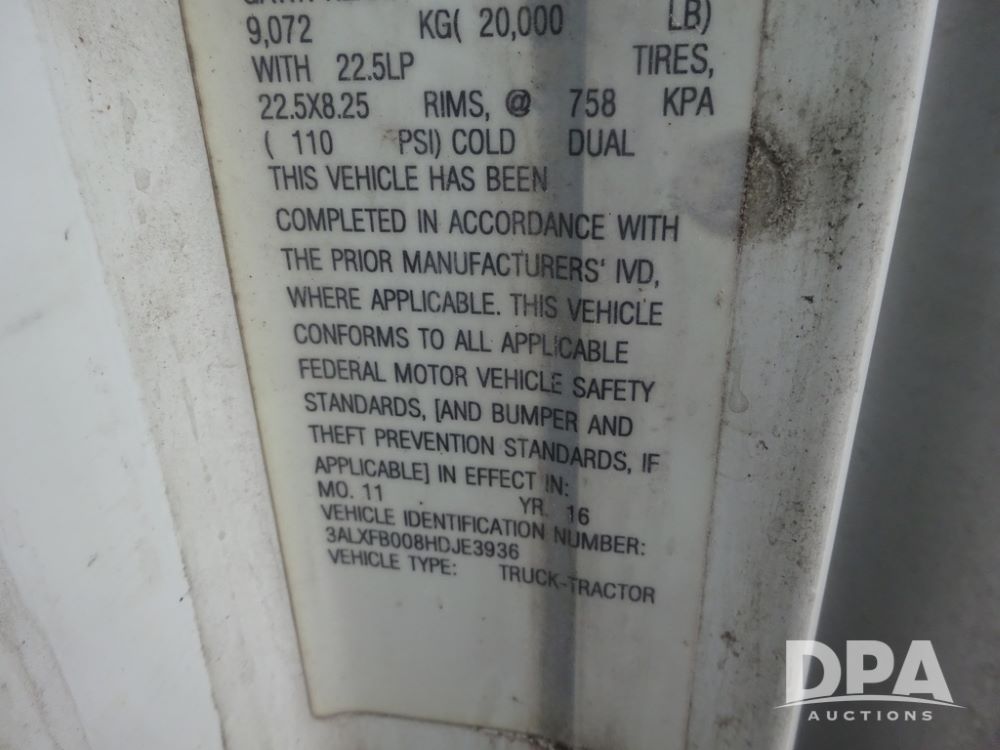 9,072 KG( 20,000 LB)
WITH 22.5LP TIRES,
22.5X8.25 RIMS, @ 758 KPA
( 110 PSI) COLD DUAL
THIS VEHICLE HAS BEEN
COMPLETED IN ACCORDANCE WITH
THE PRIOR MANUFACTURERS' IVD,
WHERE APPLICABLE. THIS VEHICLE
CONFORMS TO ALL APPLICABLE
FEDERAL MOTOR VEHICLE SAFETY
STANDARDS, [AND BUMPER AND
THEFT PREVENTION STANDARDS, IF
APPLICABLE] IN EFFECT IN:
MO. 11 YR. 16
VEHICLE IDENTIFICATION NUMBER:
3ALXFB008HDJE3936
VEHICLE TYPE: TRUCK-TRACTOR
DPA
AUCTIONS